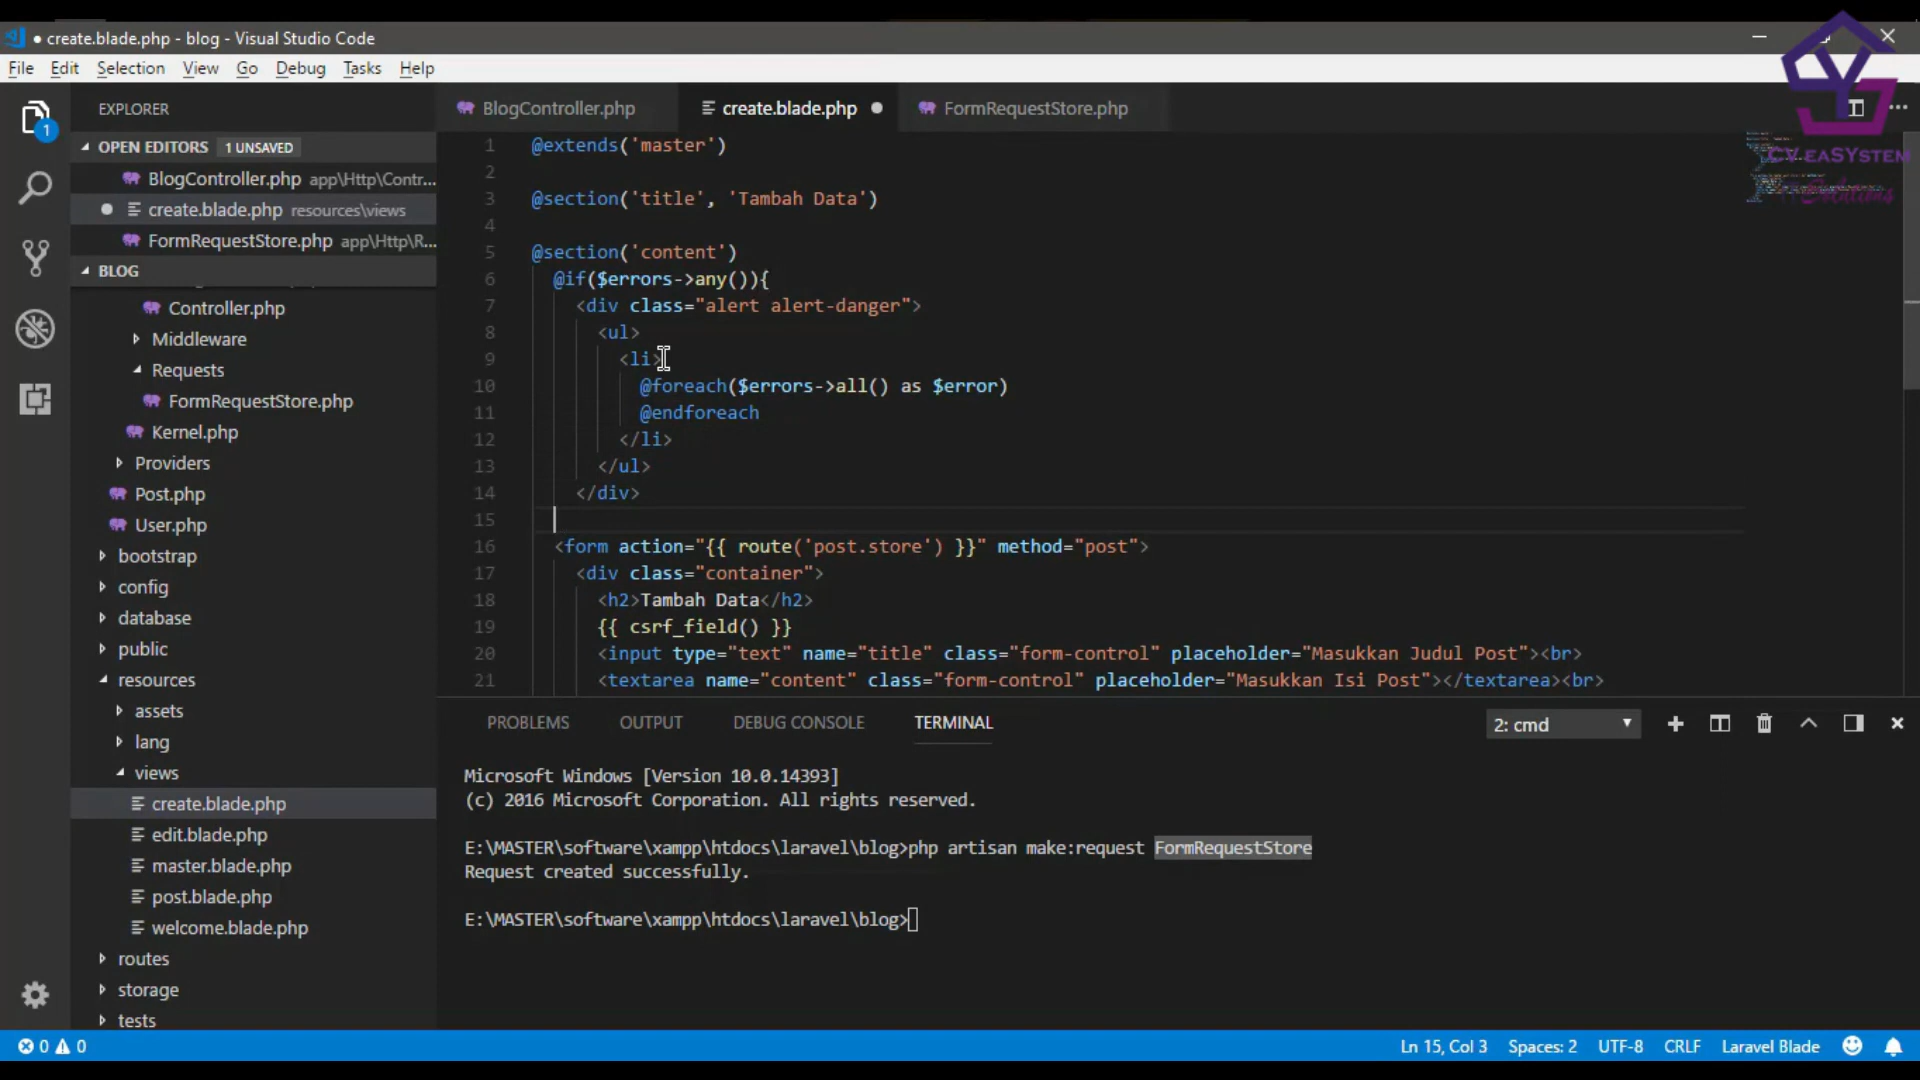 ● create.blade.php - blog - Visual Studio Code
File Edit Selection View Go Debug Tasks Help
EXPLORER
OPEN EDITORS 1 UNSAVED
BlogController.php app\Http\Contr...
create.blade.php resources\views
FormRequestStore.php app\Http\R...
BLOG
Controller.php
Middleware
Requests
FormRequestStore.php
Kernel.php
Providers
Post.php
User.php
bootstrap
config
database
public
resources
assets
lang
views
create.blade.php
edit.blade.php
master.blade.php
post.blade.php
welcome.blade.php
routes
storage
tests
1
BlogController.php create.blade.php ● FormRequestStore.php
CV.eaSYstem
IT Solutions
1 @extends('master')
2
3 @section('title', 'Tambah Data')
4
5 @section('content')
6 @if($errors->any()){
7 <div class="alert alert-danger">
8 <ul>
9 <li>
10 @foreach($errors->all() as $error)
11 @endforeach
12 </li>
13 </ul>
14 </div>
15
16 <form action="{{ route('post.store') }}" method="post">
17 <div class="container">
18 <h2>Tambah Data</h2>
19 {{ csrf_field() }}
20 <input type="text" name="title" class="form-control" placeholder="Masukkan Judul Post"><br>
21 <textarea name="content" class="form-control" placeholder="Masukkan Isi Post"></textarea><br>
PROBLEMS OUTPUT DEBUG CONSOLE TERMINAL 2: cmd
Microsoft Windows [Version 10.0.14393]
(c) 2016 Microsoft Corporation. All rights reserved.
E:\MASTER\software\xampp\htdocs\laravel\blog>php artisan make:request FormRequestStore
Request created successfully.
E:\MASTER\software\xampp\htdocs\laravel\blog>
0 0 Ln 15, Col 3 Spaces: 2 UTF-8 CRLF Laravel Blade